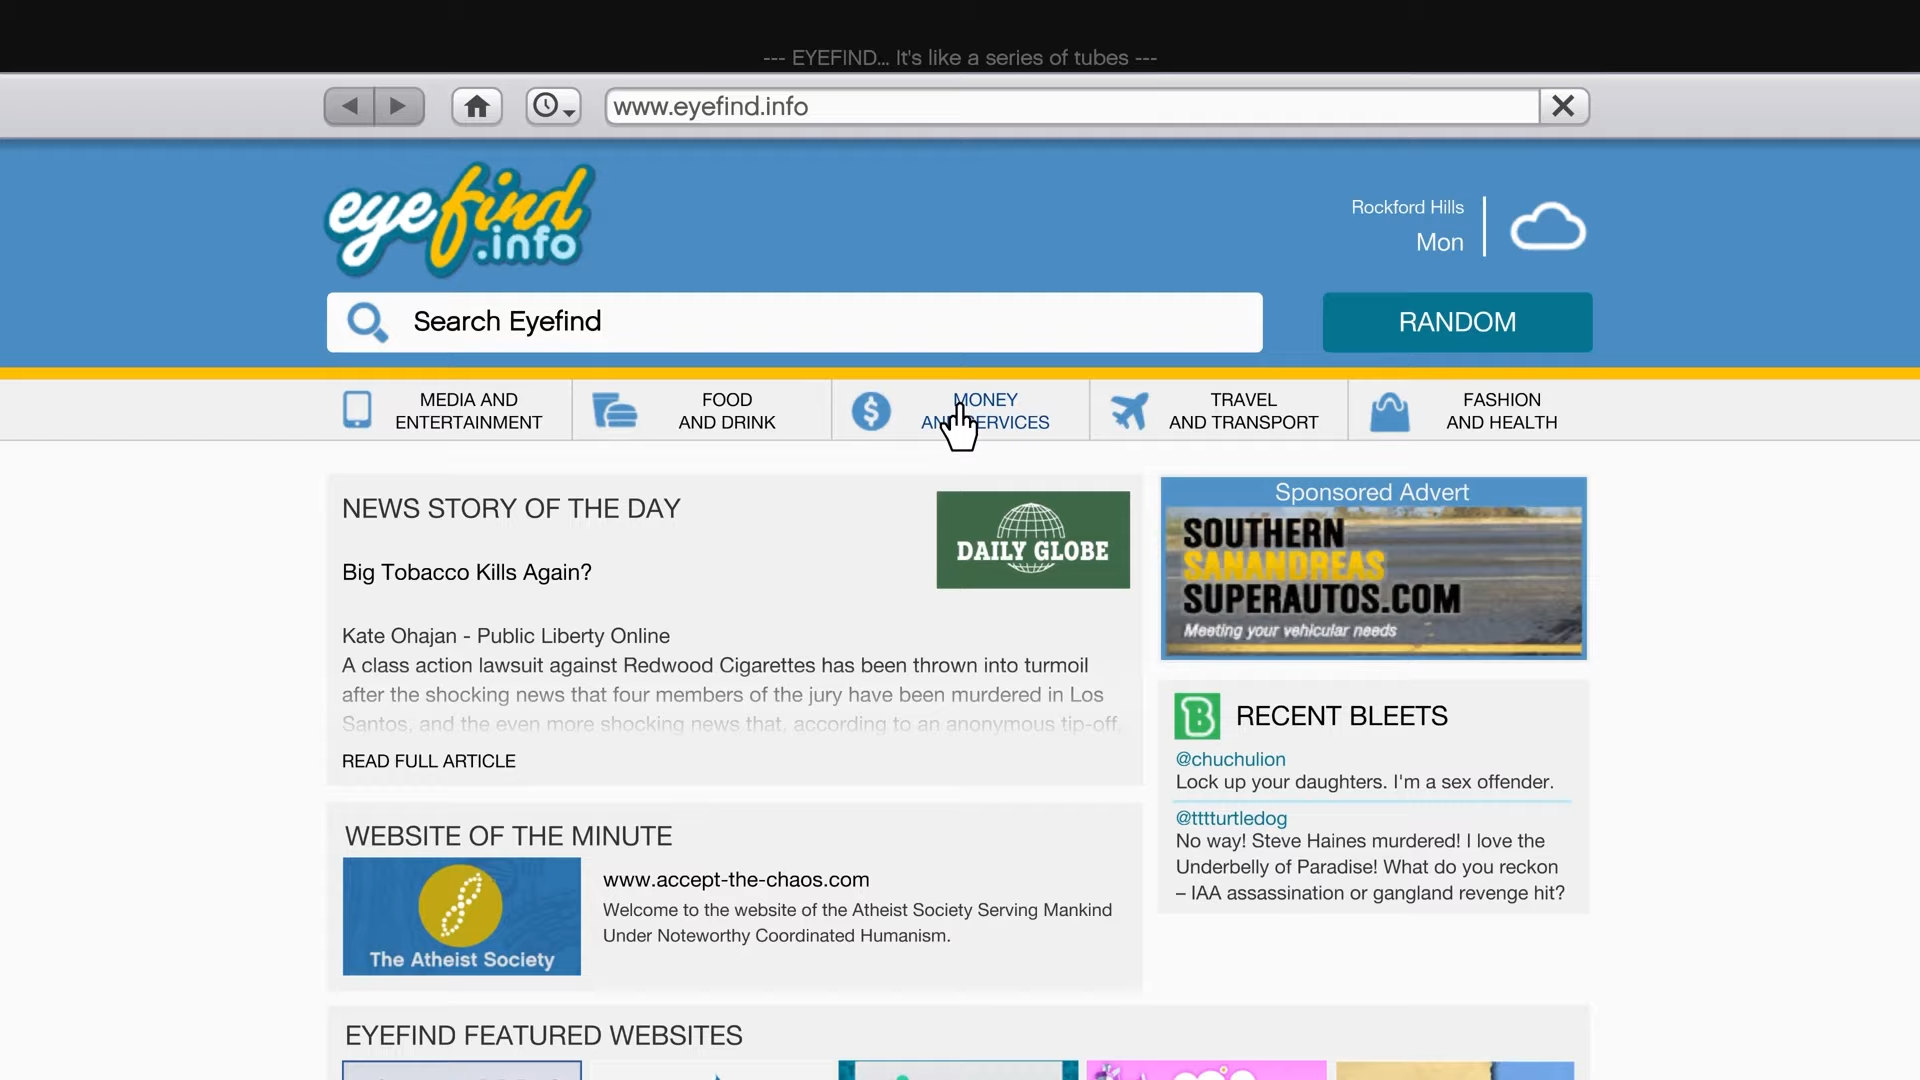 --- EYEFIND... It's like a series of tubes ---
www.eyefind.info
eyefind
.info
Rockford Hills
Mon
Search Eyefind
RANDOM
MEDIA AND
ENTERTAINMENT
FOOD
AND DRINK
MONEY
AND SERVICES
TRAVEL
AND TRANSPORT
FASHION
AND HEALTH
NEWS STORY OF THE DAY
DAILY GLOBE
Big Tobacco Kills Again?
Kate Ohajan - Public Liberty Online
A class action lawsuit against Redwood Cigarettes has been thrown into turmoil
after the shocking news that four members of the jury have been murdered in Los
Santos, and the even more shocking news that, according to an anonymous tip-off,
READ FULL ARTICLE
Sponsored Advert
SOUTHERN
SANANDREAS
SUPERAUTOS.COM
Meeting your vehicular needs
B
RECENT BLEETS
@chuchulion
Lock up your daughters. I'm a sex offender.
@tttturtledog
No way! Steve Haines murdered! I love the
Underbelly of Paradise! What do you reckon
– IAA assassination or gangland revenge hit?
WEBSITE OF THE MINUTE
The Atheist Society
www.accept-the-chaos.com
Welcome to the website of the Atheist Society Serving Mankind
Under Noteworthy Coordinated Humanism.
EYEFIND FEATURED WEBSITES